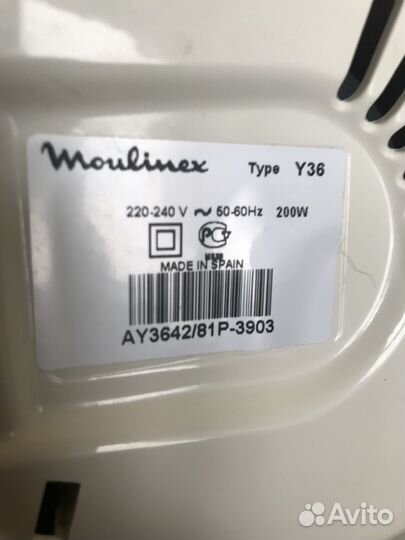 Moulinex Type Y36
220-240 V ~ 50-60Hz 200W
MADE IN SPAIN
AY3642/81P-3903
Avito